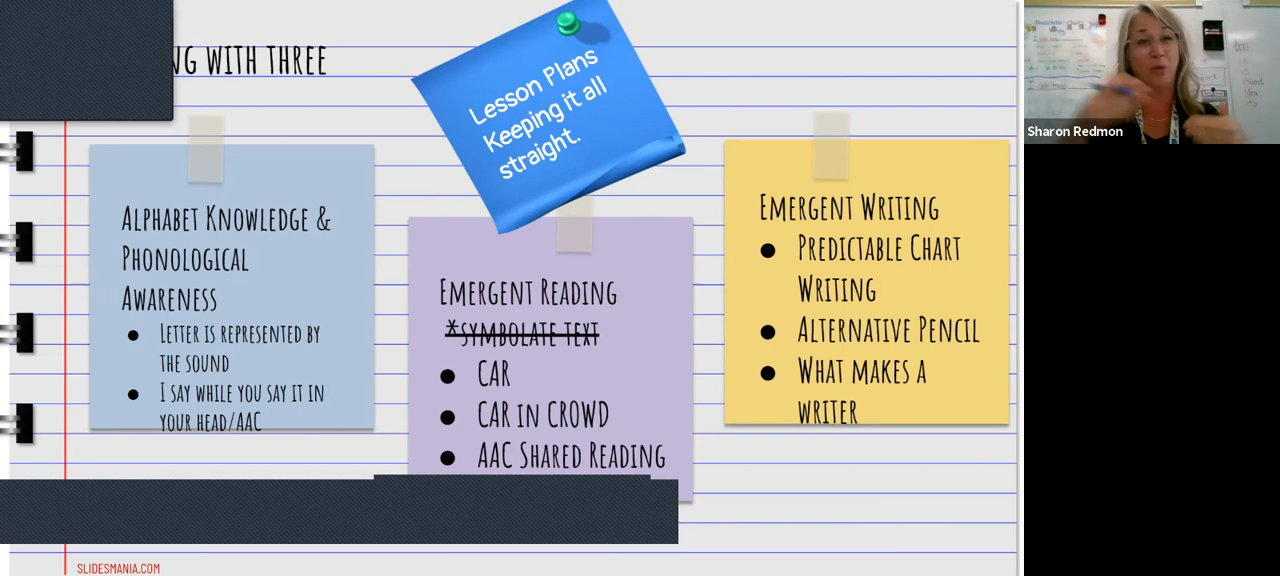 NG WITH THREE
Lesson Plans
Keeping it all
straight.
ALPHABET KNOWLEDGE &
PHONOLOGICAL
AWARENESS
● LETTER IS REPRESENTED BY
THE SOUND
● I SAY WHILE YOU SAY IT IN
YOUR HEAD/AAC
EMERGENT READING
*SYMBOLATE TEXT
● CAR
● CAR IN CROWD
● AAC SHARED READING
EMERGENT WRITING
● PREDICTABLE CHART
WRITING
● ALTERNATIVE PENCIL
● WHAT MAKES A
WRITER
SLIDESMANIA.COM
Sharon Redmon